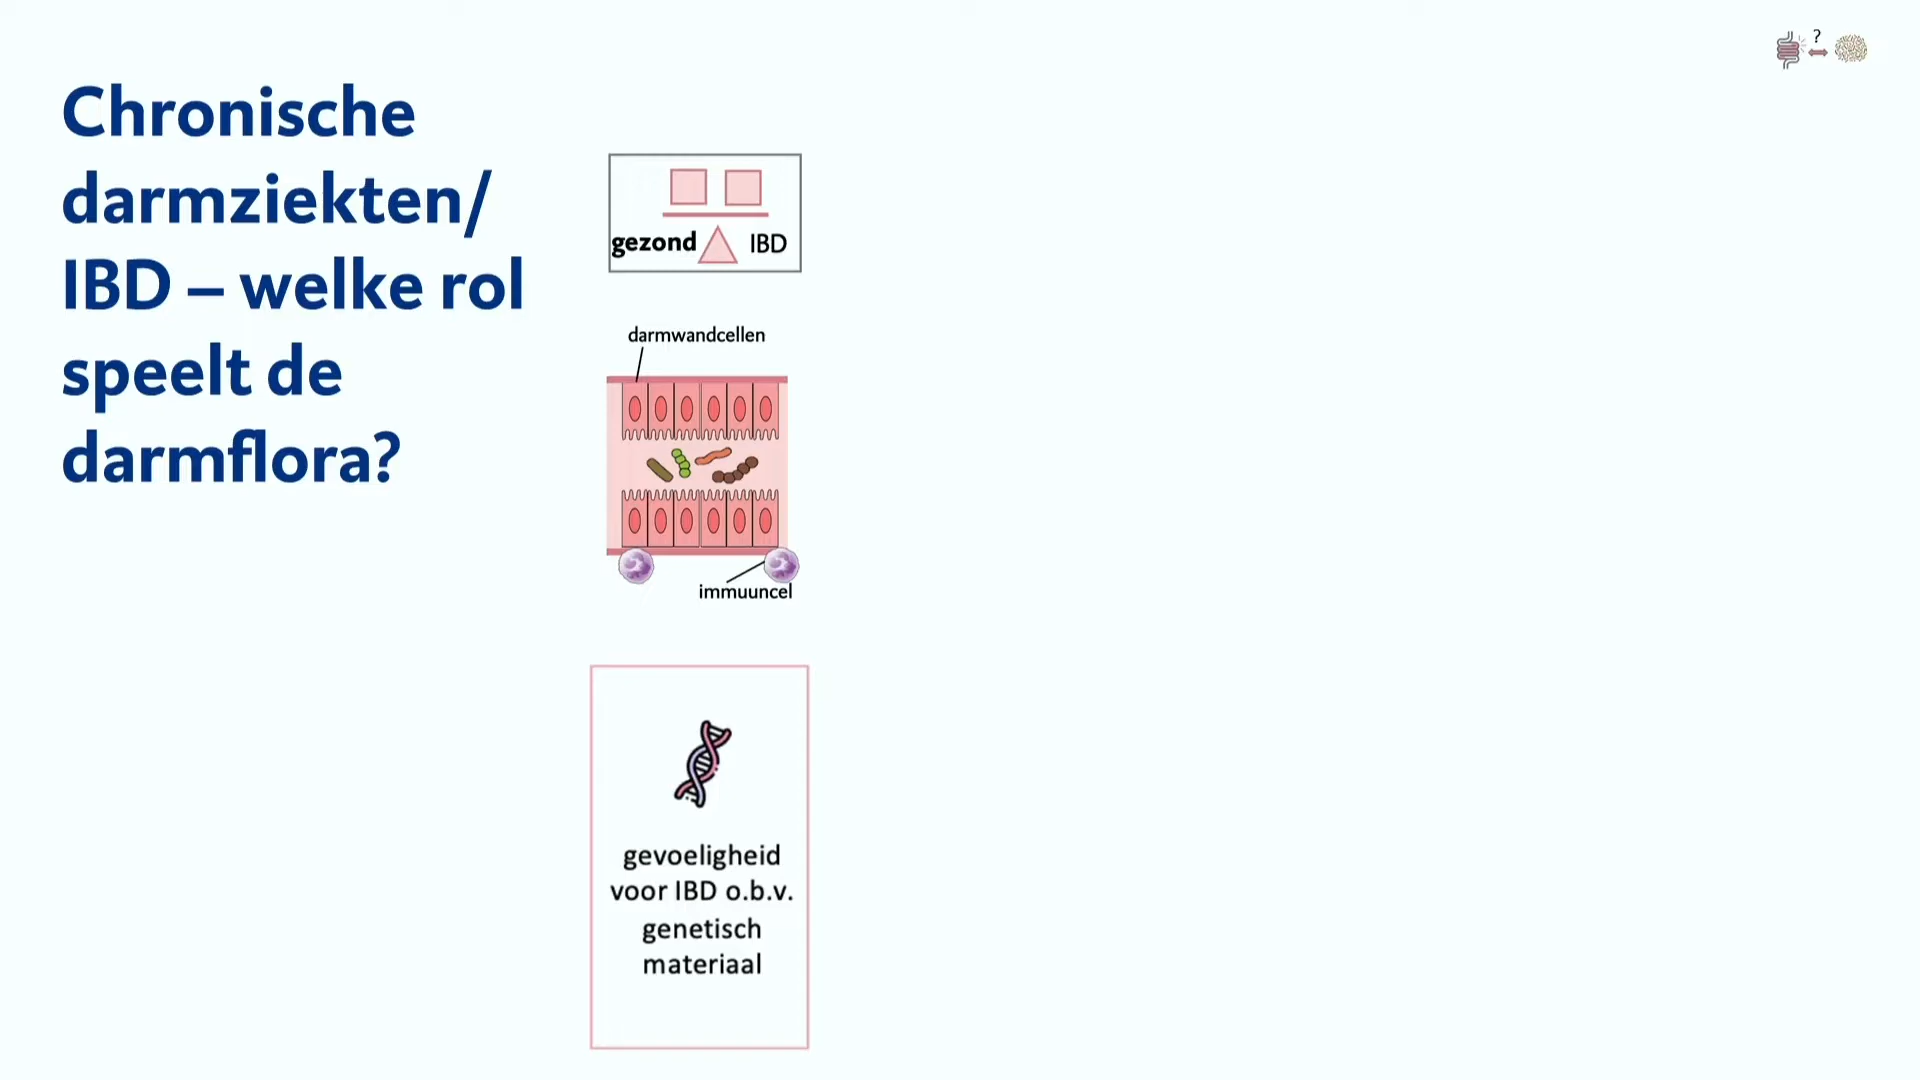 Chronische
darmziekten/
IBD – welke rol
speelt de
darmflora?
?
gezond IBD
darmwandcellen
immuuncel
gevoeligheid
voor IBD o.b.v.
genetisch
materiaal